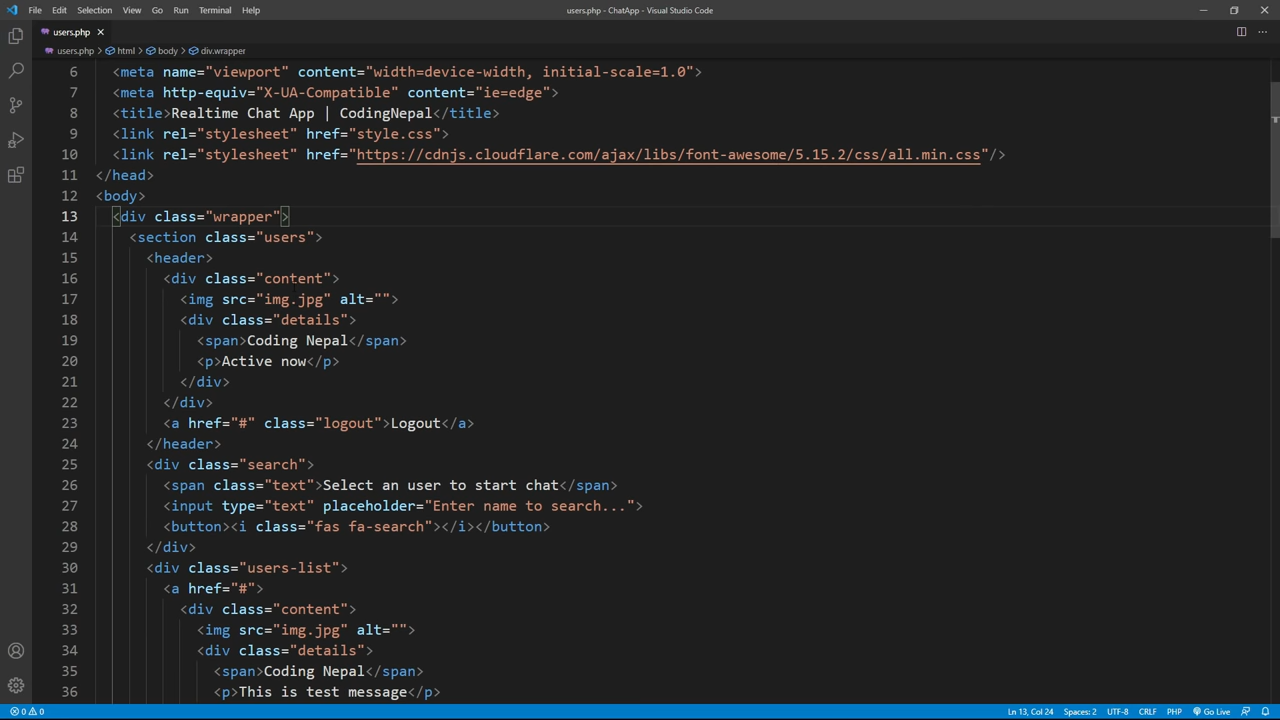 File Edit Selection View Go Run Terminal Help
users.php - ChatApp - Visual Studio Code
users.php
users.php > html > body > div.wrapper
6 <meta name="viewport" content="width=device-width, initial-scale=1.0">
7 <meta http-equiv="X-UA-Compatible" content="ie=edge">
8 <title>Realtime Chat App | CodingNepal</title>
9 <link rel="stylesheet" href="style.css">
10 <link rel="stylesheet" href="https://cdnjs.cloudflare.com/ajax/libs/font-awesome/5.15.2/css/all.min.css"/>
11 </head>
12 <body>
13 <div class="wrapper">
14 <section class="users">
15 <header>
16 <div class="content">
17 <img src="img.jpg" alt="">
18 <div class="details">
19 <span>Coding Nepal</span>
20 <p>Active now</p>
21 </div>
22 </div>
23 <a href="#" class="logout">Logout</a>
24 </header>
25 <div class="search">
26 <span class="text">Select an user to start chat</span>
27 <input type="text" placeholder="Enter name to search...">
28 <button><i class="fas fa-search"></i></button>
29 </div>
30 <div class="users-list">
31 <a href="#">
32 <div class="content">
33 <img src="img.jpg" alt="">
34 <div class="details">
35 <span>Coding Nepal</span>
36 <p>This is test message</p>
0 0 Ln 13, Col 24 Spaces: 2 UTF-8 CRLF PHP Go Live